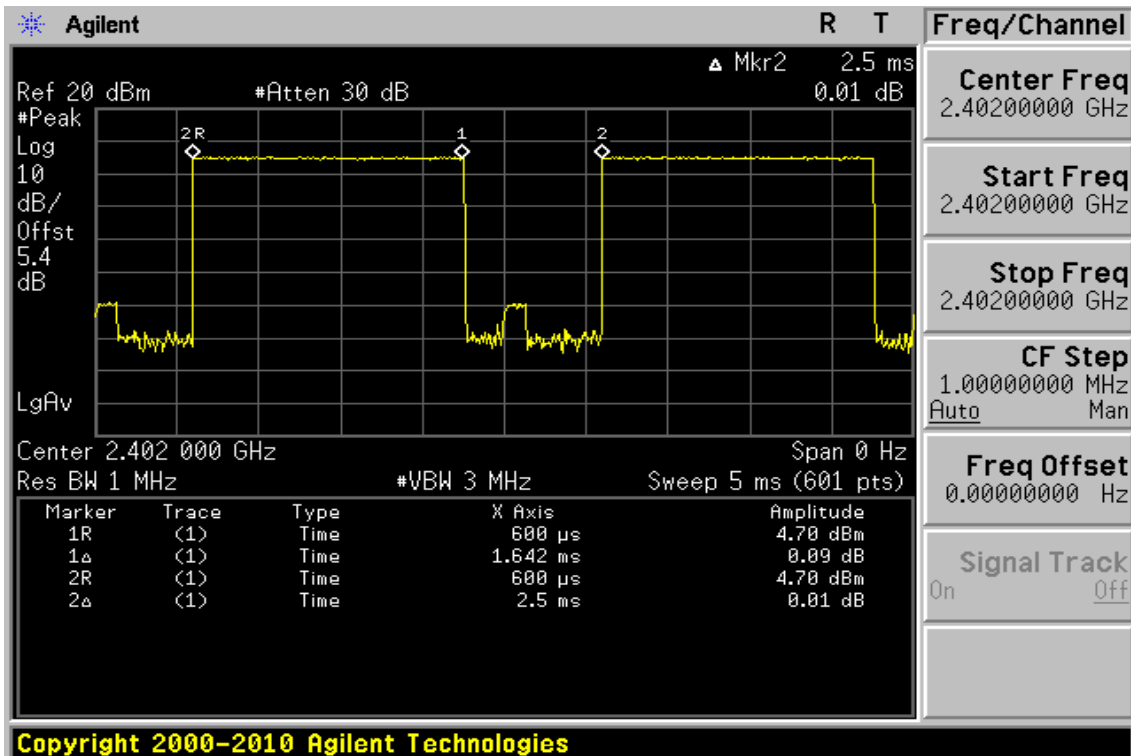 Agilent R T Freq/Channel
Δ Mkr2 2.5 ms
Ref 20 dBm #Atten 30 dB 0.01 dB
#Peak
Log
10
dB/
Offst
5.4
dB
LgAv
2R 1 2
Center 2.402 000 GHz Span 0 Hz
Res BW 1 MHz #VBW 3 MHz Sweep 5 ms (601 pts)
Marker Trace Type X Axis Amplitude
1R (1) Time 600 µs 4.70 dBm
1Δ (1) Time 1.642 ms 0.09 dB
2R (1) Time 600 µs 4.70 dBm
2Δ (1) Time 2.5 ms 0.01 dB
Center Freq
2.40200000 GHz
Start Freq
2.40200000 GHz
Stop Freq
2.40200000 GHz
CF Step
1.00000000 MHz
Auto Man
Freq Offset
0.00000000 Hz
Signal Track
On Off
Copyright 2000-2010 Agilent Technologies